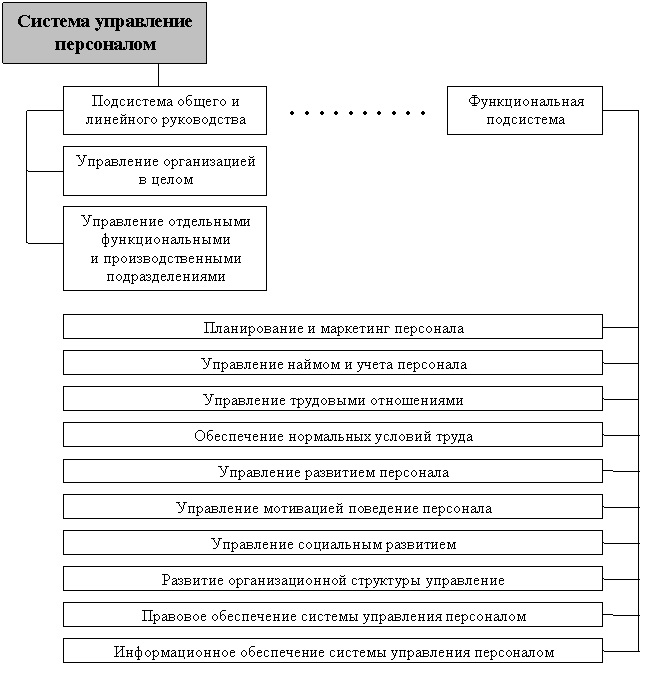 Система управление
персоналом
Подсистема общего и
линейного руководства
Функциональная
подсистема
Управление организацией
в целом
Управление отдельными
функциональными
и производственными
подразделениями
Планирование и маркетинг персонала
Управление наймом и учета персонала
Управление трудовыми отношениями
Обеспечение нормальных условий труда
Управление развитием персонала
Управление мотивацией поведение персонала
Управление социальным развитием
Развитие организационной структуры управление
Правовое обеспечение системы управления персоналом
Информационное обеспечение системы управления персоналом